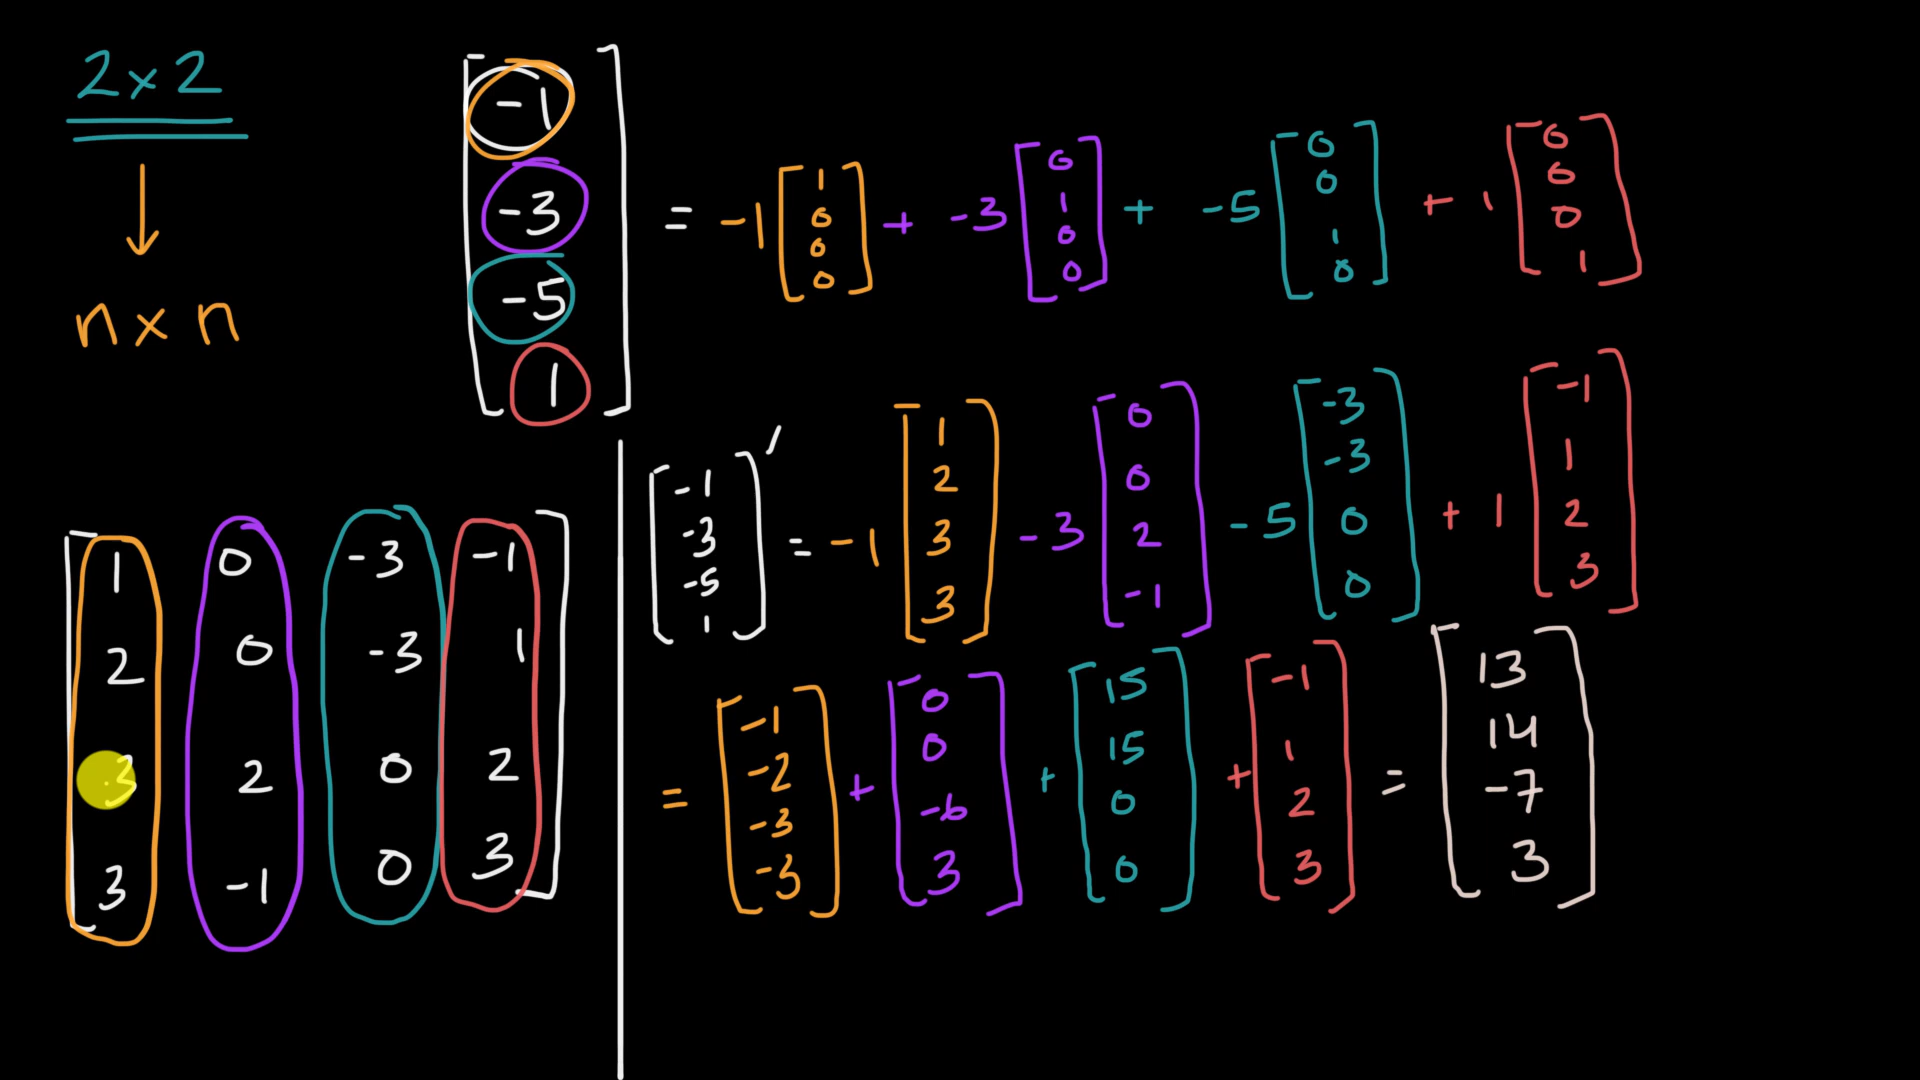 2 × 2
n × n
[-1 -3 -5 1] = -1 [1 0 0 0] + -3 [0 1 0 0] + -5 [0 0 1 0] + 1 [0 0 0 1]
[1 0 -3 -1
2 0 -3 1
3 2 0 2
3 -1 0 3]
[-1 -3 -5 1]' = -1 [1 2 3 3] -3 [0 0 2 -1] -5 [-3 -3 0 0] + 1 [-1 1 2 3]
= [-1 -2 -3 -3] + [0 0 -6 3] + [15 15 0 0] + [-1 1 2 3] = [13 14 -7 3]